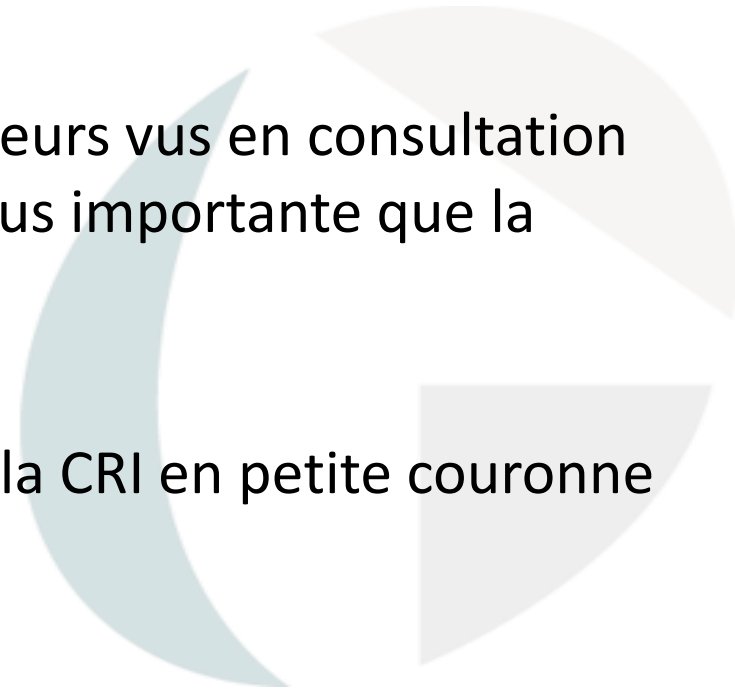 eurs vus en consultation
us importante que la
la CRI en petite couronne